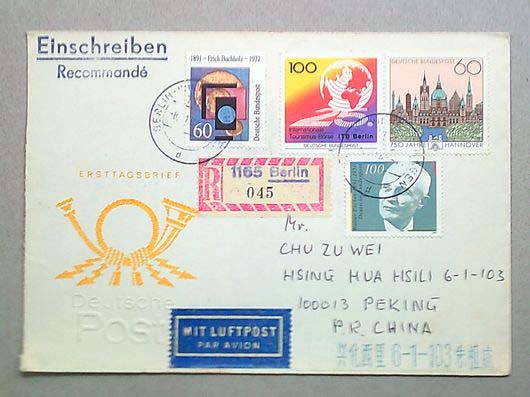 Einschreiben
Recommandé
1891 – Erich Buchholz – 1972
60
Deutsche Bundespost
100
Internationale
Tourismus-Börse ITB Berlin
DEUTSCHE BUNDESPOST
DEUTSCHE BUNDESPOST
60
750 JAHRE HANNOVER
BERLIN
ERSTTAGSBRIEF
1165 Berlin
045
100
Deutsche Bundespost
Mr.
CHU ZU WEI
HSING HUA HSILI 6-1-103
100013 PEKING
P.R. CHINA
Deutsche
Post
MIT LUFTPOST
PAR AVION
6-1-103